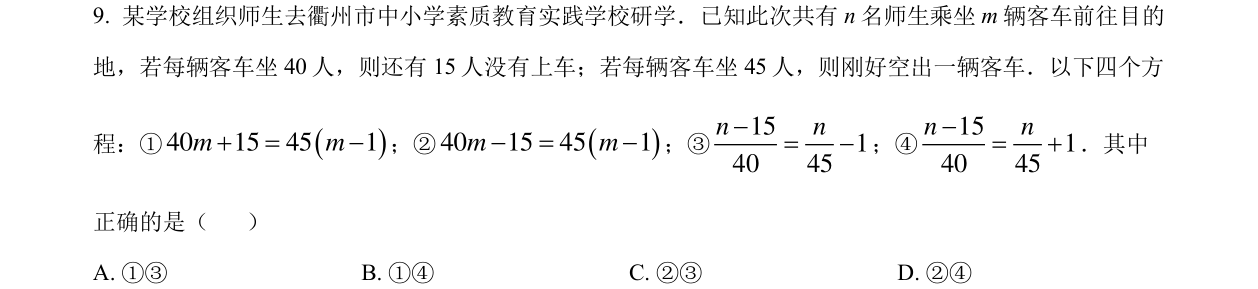 9. 某学校组织师生去衢州市中小学素质教育实践学校研学．已知此次共有 n 名师生乘坐 m 辆客车前往目的
地，若每辆客车坐 40 人，则还有 15 人没有上车；若每辆客车坐 45 人，则刚好空出一辆客车．以下四个方
程：①40m+15=45(m−1)；②40m−15=45(m−1)；③(n−15)/40=n/45−1；④(n−15)/40=n/45+1．其中
正确的是（　　）
A. ①③ B. ①④ C. ②③ D. ②④